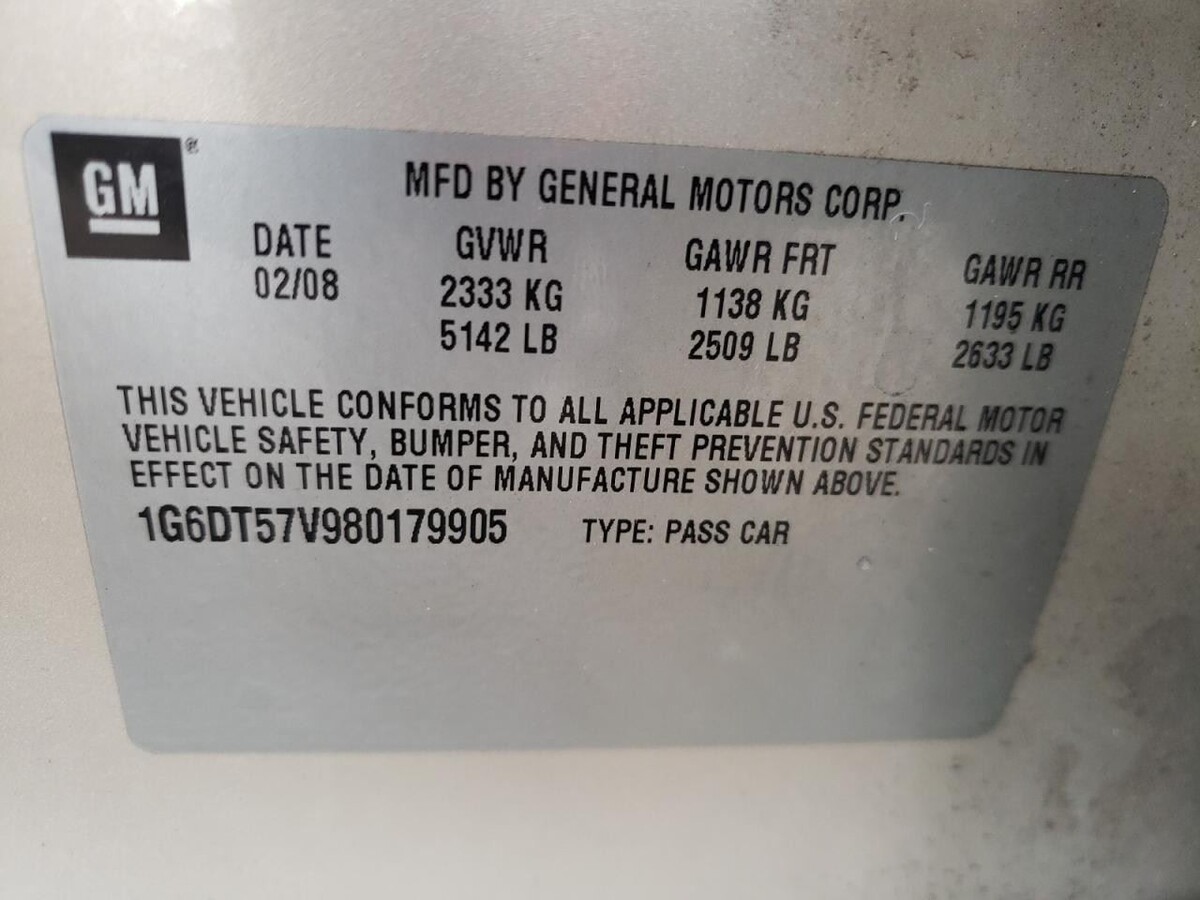 GM®
MFD BY GENERAL MOTORS CORP.
DATE GVWR GAWR FRT GAWR RR
02/08 2333 KG 1138 KG 1195 KG
5142 LB 2509 LB 2633 LB
THIS VEHICLE CONFORMS TO ALL APPLICABLE U.S. FEDERAL MOTOR
VEHICLE SAFETY, BUMPER, AND THEFT PREVENTION STANDARDS IN
EFFECT ON THE DATE OF MANUFACTURE SHOWN ABOVE.
1G6DT57V980179905 TYPE: PASS CAR